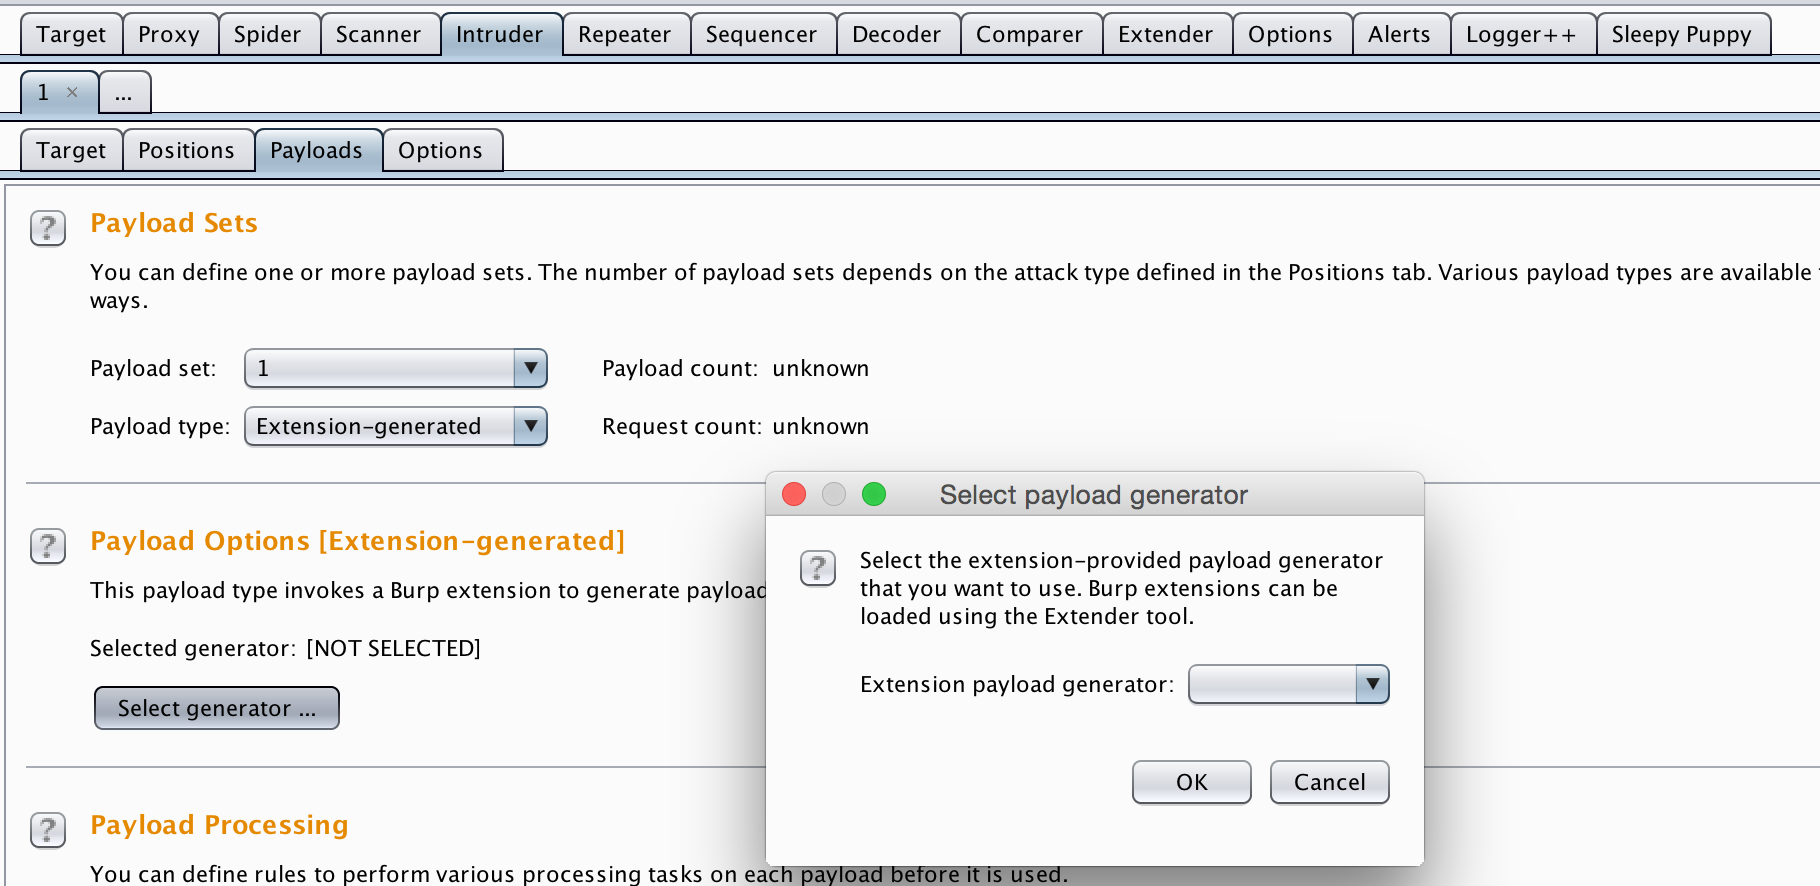 Target Proxy Spider Scanner Intruder Repeater Sequencer Decoder Comparer Extender Options Alerts Logger++ Sleepy Puppy
1 × ...
Target Positions Payloads Options
? Payload Sets
You can define one or more payload sets. The number of payload sets depends on the attack type defined in the Positions tab. Various payload types are available
ways.
Payload set: 1 Payload count: unknown
Payload type: Extension-generated Request count: unknown
? Payload Options [Extension-generated]
This payload type invokes a Burp extension to generate payload
Selected generator: [NOT SELECTED]
Select generator ...
? Payload Processing
You can define rules to perform various processing tasks on each payload before it is used.
Select payload generator
? Select the extension-provided payload generator
that you want to use. Burp extensions can be
loaded using the Extender tool.
Extension payload generator:
OK Cancel